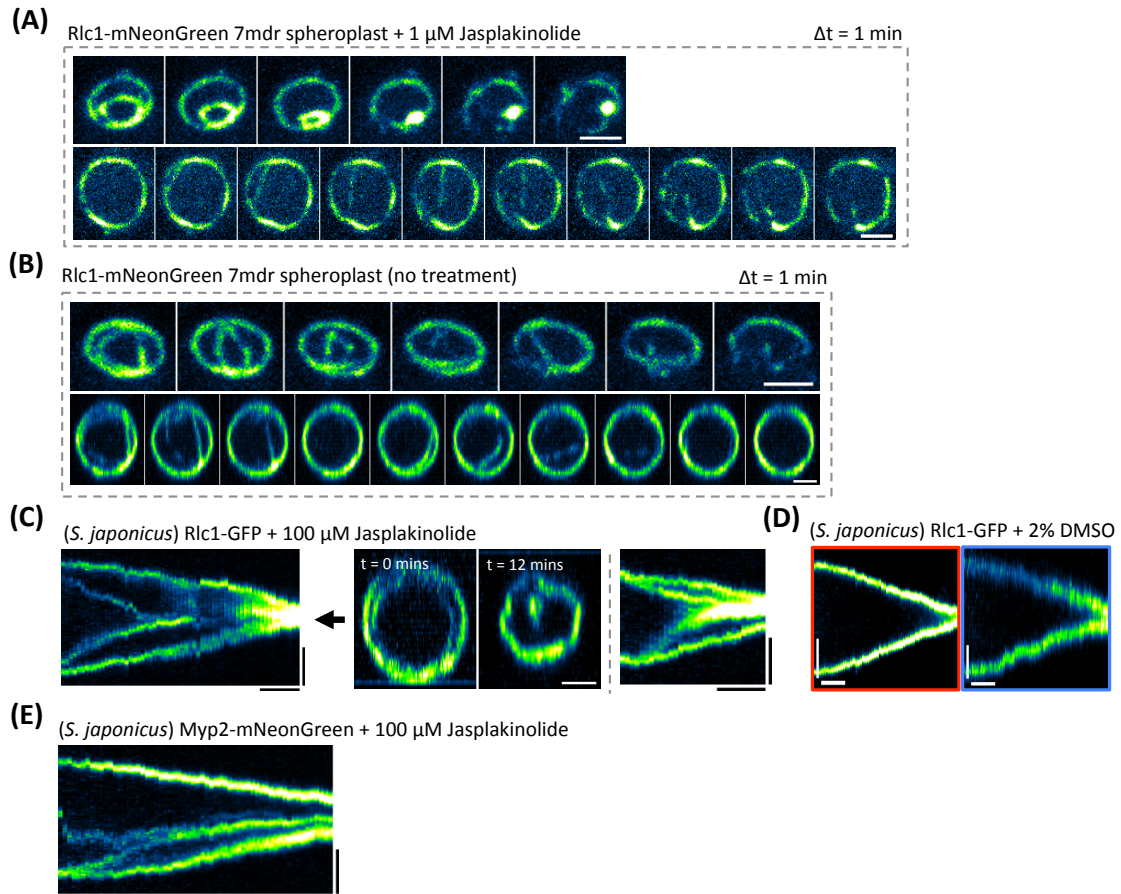 (A)
Rlc1-mNeonGreen 7mdr spheroplast + 1 μM Jasplakinolide
Δt = 1 min
(B)
Rlc1-mNeonGreen 7mdr spheroplast (no treatment)
Δt = 1 min
(C)
(S. japonicus) Rlc1-GFP + 100 μM Jasplakinolide
t = 0 mins
t = 12 mins
(D)
(S. japonicus) Rlc1-GFP + 2% DMSO
(E)
(S. japonicus) Myp2-mNeonGreen + 100 μM Jasplakinolide